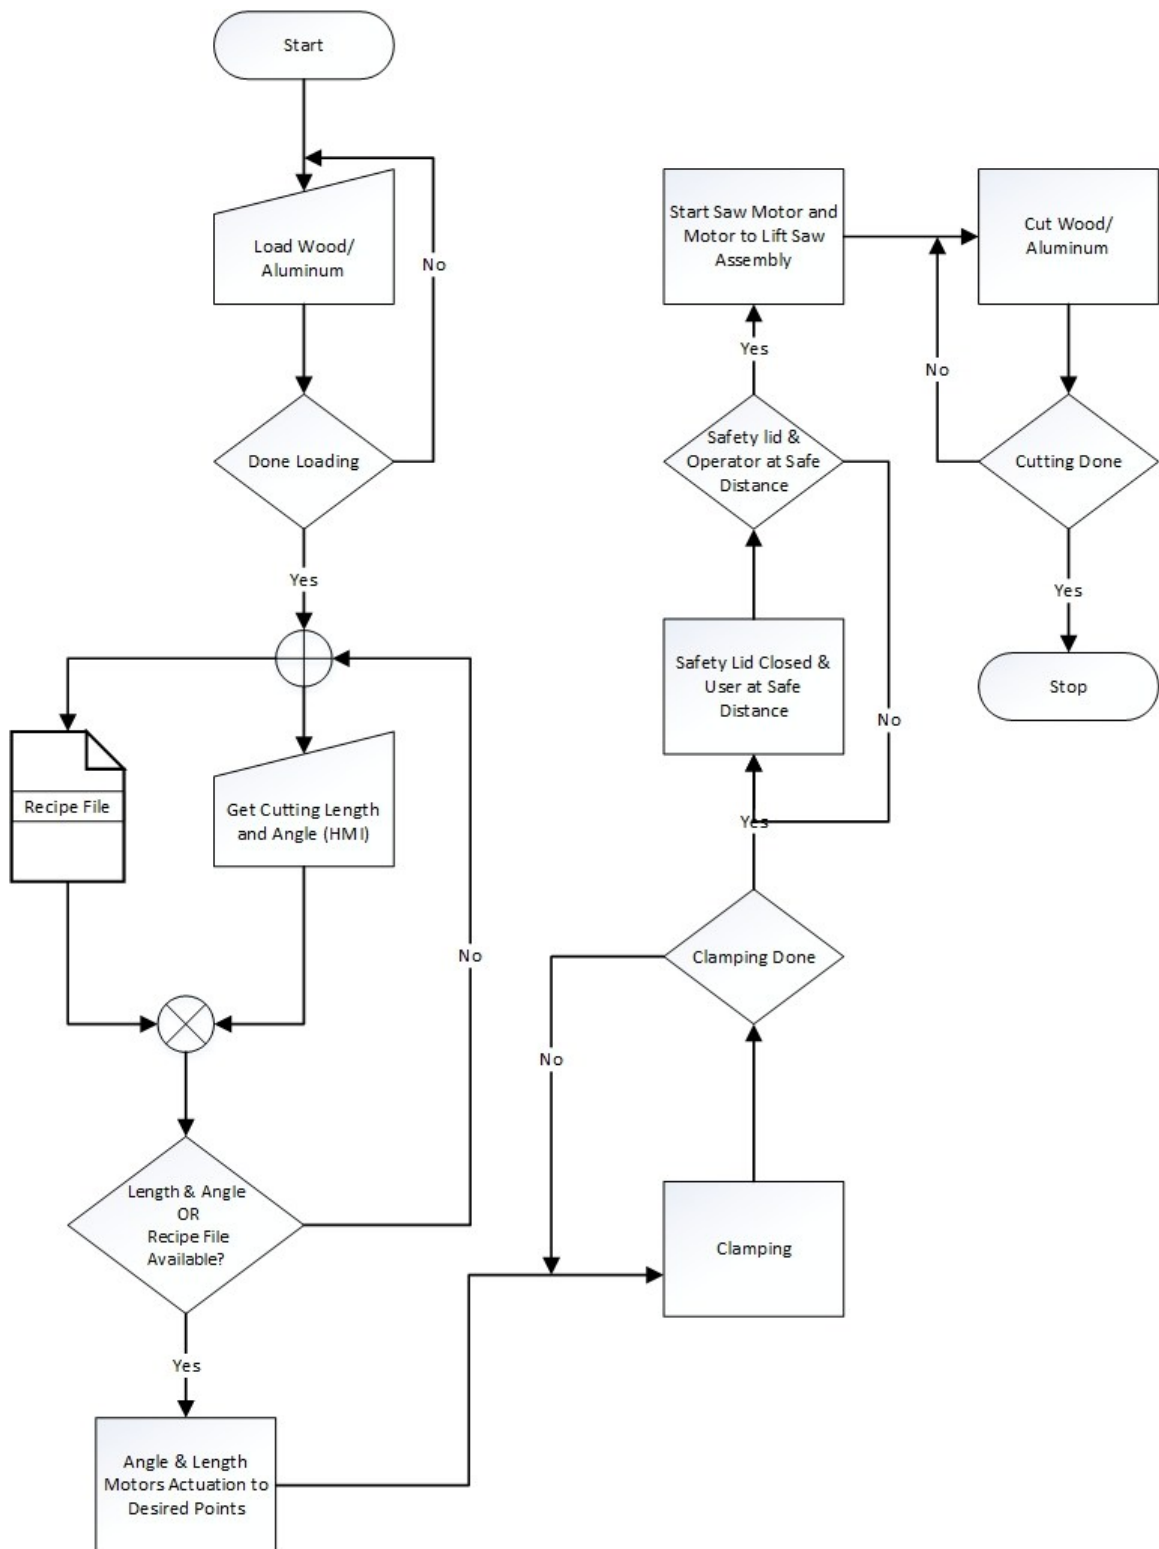 Start
Load Wood/
Aluminum
No
Done Loading
Yes
Recipe File
Get Cutting Length
and Angle (HMI)
No
Length & Angle
OR
Recipe File
Available?
Yes
Angle & Length
Motors Actuation to
Desired Points
Clamping
No
Clamping Done
Yes
Safety Lid Closed &
User at Safe
Distance
No
Safety lid &
Operator at Safe
Distance
Yes
Start Saw Motor and
Motor to Lift Saw
Assembly
Cut Wood/
Aluminum
No
Cutting Done
Yes
Stop